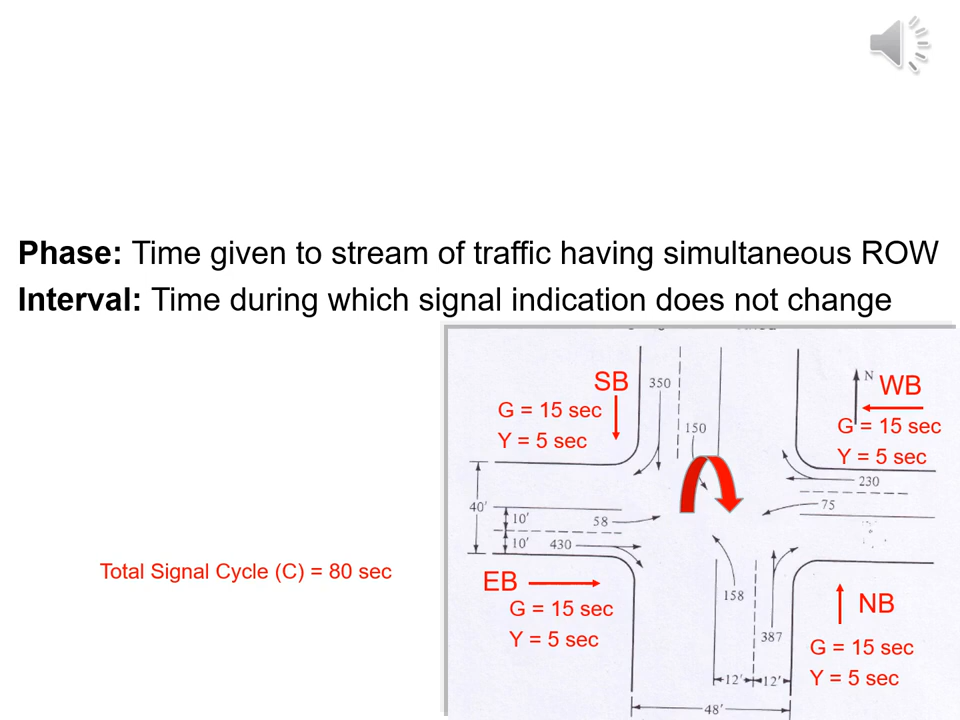 Phase: Time given to stream of traffic having simultaneous ROW
Interval: Time during which signal indication does not change
SB
350
N
WB
G = 15 sec
Y = 5 sec
150
G = 15 sec
Y = 5 sec
230
75
40'
10'
58
10'
430
Total Signal Cycle (C) = 80 sec
EB
G = 15 sec
Y = 5 sec
158
NB
387
G = 15 sec
Y = 5 sec
12'
12'
48'